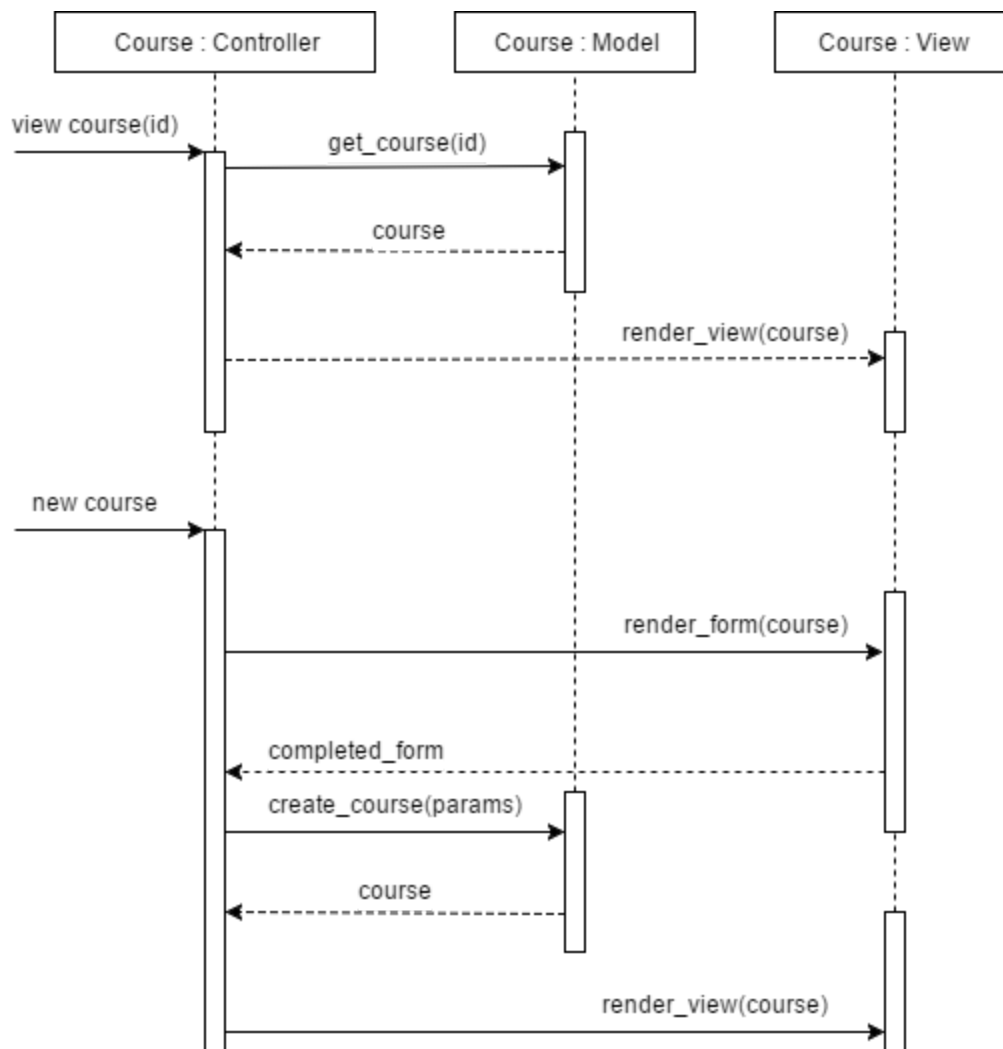 Course : Controller
Course : Model
Course : View
view course(id)
get_course(id)
course
render_view(course)
new course
render_form(course)
completed_form
create_course(params)
course
render_view(course)